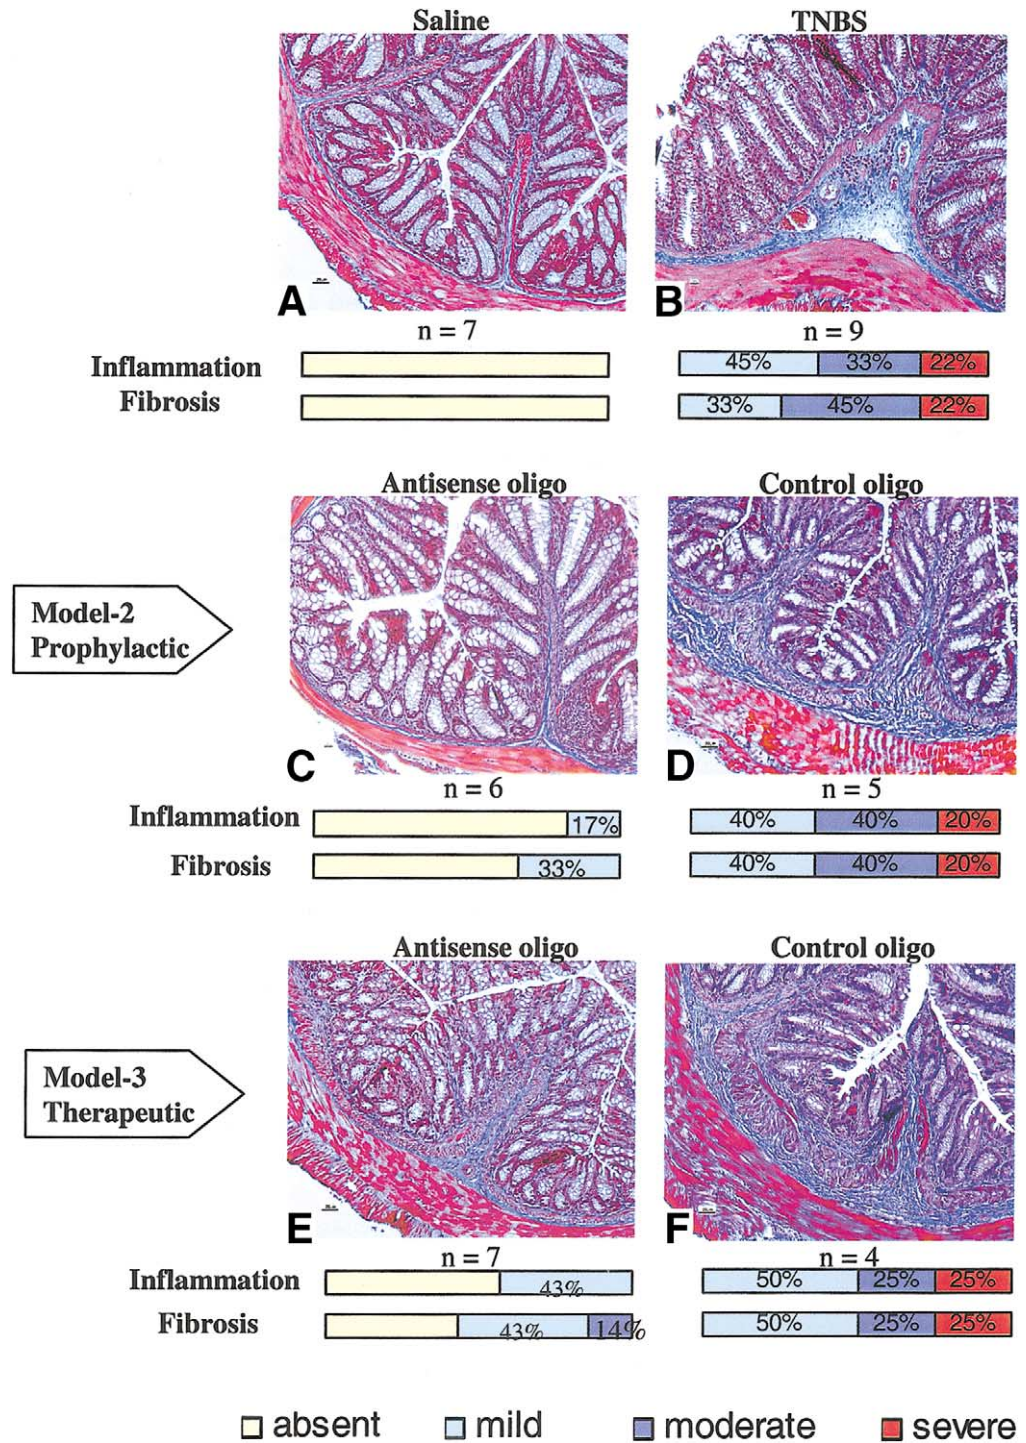 Saline TNBS
A B
n = 7 n = 9
Inflammation 45% 33% 22%
Fibrosis 33% 45% 22%
Antisense oligo Control oligo
Model-2
Prophylactic
C D
n = 6 n = 5
Inflammation 17% 40% 40% 20%
Fibrosis 33% 40% 40% 20%
Antisense oligo Control oligo
Model-3
Therapeutic
E F
n = 7 n = 4
Inflammation 43% 50% 25% 25%
Fibrosis 43% 14% 50% 25% 25%
absent mild moderate severe